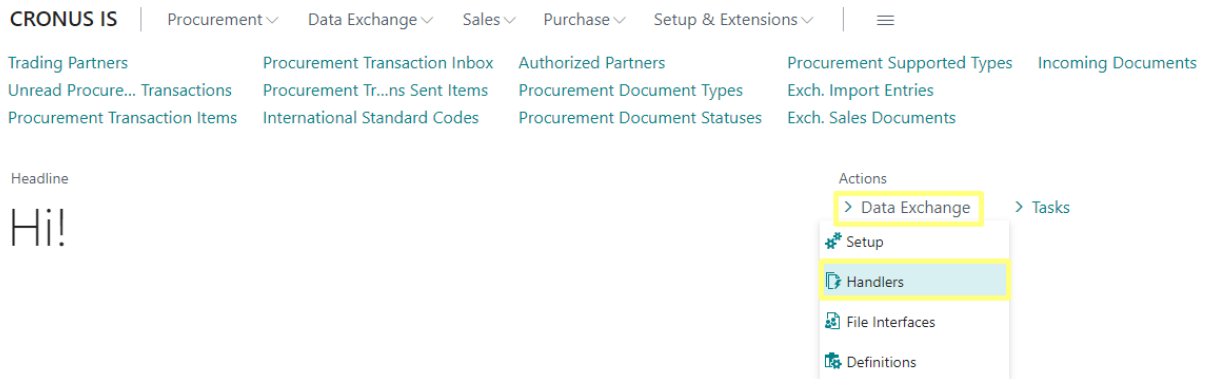 CRONUS IS Procurement Data Exchange Sales Purchase Setup & Extensions
Trading Partners Procurement Transaction Inbox Authorized Partners Procurement Supported Types Incoming Documents
Unread Procure... Transactions Procurement Tr...ns Sent Items Procurement Document Types Exch. Import Entries
Procurement Transaction Items International Standard Codes Procurement Document Statuses Exch. Sales Documents
Headline Actions
Hi! Data Exchange Tasks
Setup
Handlers
File Interfaces
Definitions